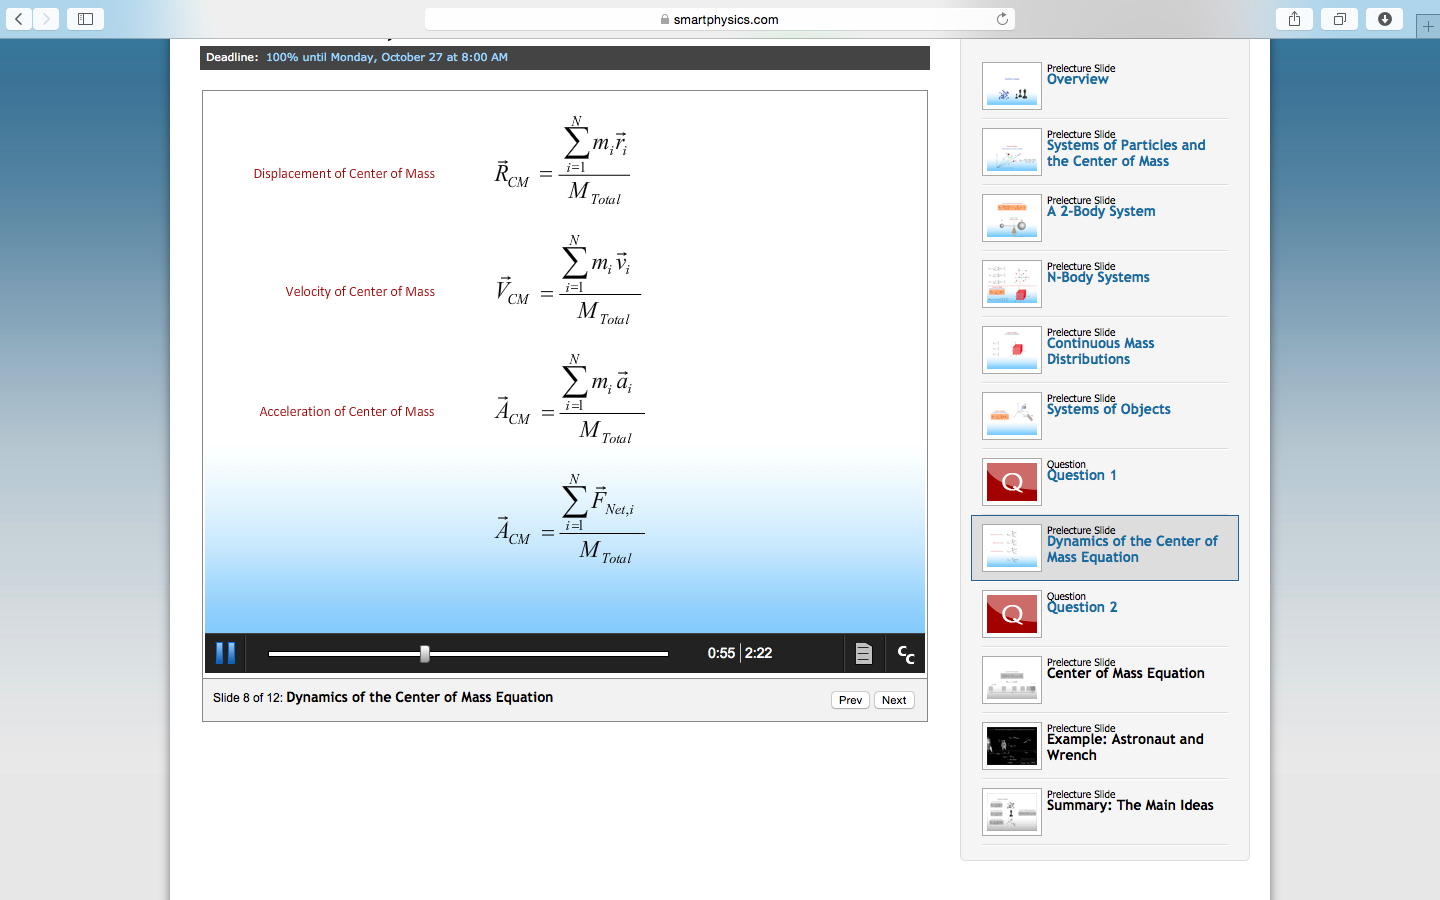 smartphysics.com
Deadline: 100% until Monday, October 27 at 8:00 AM
Displacement of Center of Mass
\vec{R}_{CM} = \frac{\sum_{i=1}^{N} m_i \vec{r}_i}{M_{Total}}
Velocity of Center of Mass
\vec{V}_{CM} = \frac{\sum_{i=1}^{N} m_i \vec{v}_i}{M_{Total}}
Acceleration of Center of Mass
\vec{A}_{CM} = \frac{\sum_{i=1}^{N} m_i \vec{a}_i}{M_{Total}}
\vec{A}_{CM} = \frac{\sum_{i=1}^{N} \vec{F}_{Net,i}}{M_{Total}}
0:55 | 2:22
CC
Slide 8 of 12: Dynamics of the Center of Mass Equation
Prev
Next
Prelecture Slide
Overview
Prelecture Slide
Systems of Particles and
the Center of Mass
Prelecture Slide
A 2-Body System
Prelecture Slide
N-Body Systems
Prelecture Slide
Continuous Mass
Distributions
Prelecture Slide
Systems of Objects
Q
Question
Question 1
Prelecture Slide
Dynamics of the Center of
Mass Equation
Q
Question
Question 2
Prelecture Slide
Center of Mass Equation
Prelecture Slide
Example: Astronaut and
Wrench
Prelecture Slide
Summary: The Main Ideas